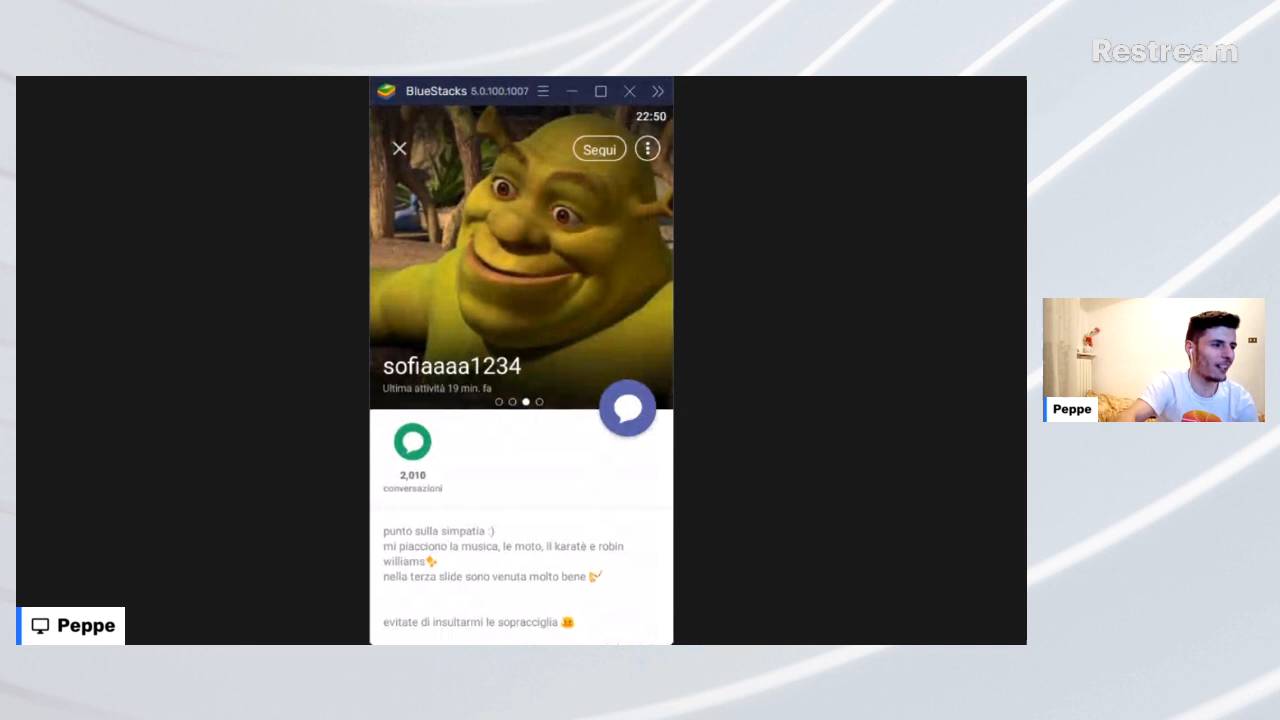 Restream
BlueStacks 5.0.100.1007
22:50
Segui
sofiaaaa1234
Ultima attività 19 min. fa
2,010
conversazioni
punto sulla simpatia :)
mi piacciono la musica, le moto, il karatè e robin
williams
nella terza slide sono venuta molto bene
evitate di insultarmi le sopracciglia
Peppe
Peppe